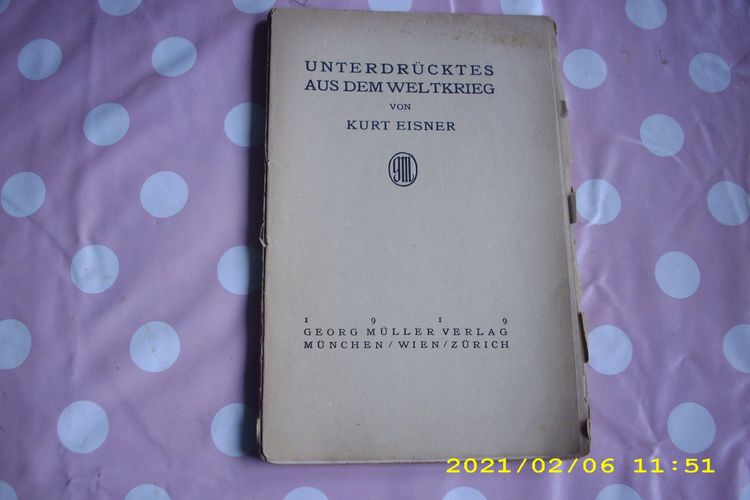 UNTERDRÜCKTES
AUS DEM WELTKRIEG
VON
KURT EISNER
GM
1 9 1 9
GEORG MÜLLER VERLAG
MÜNCHEN / WIEN / ZÜRICH
2021/02/06 11:51